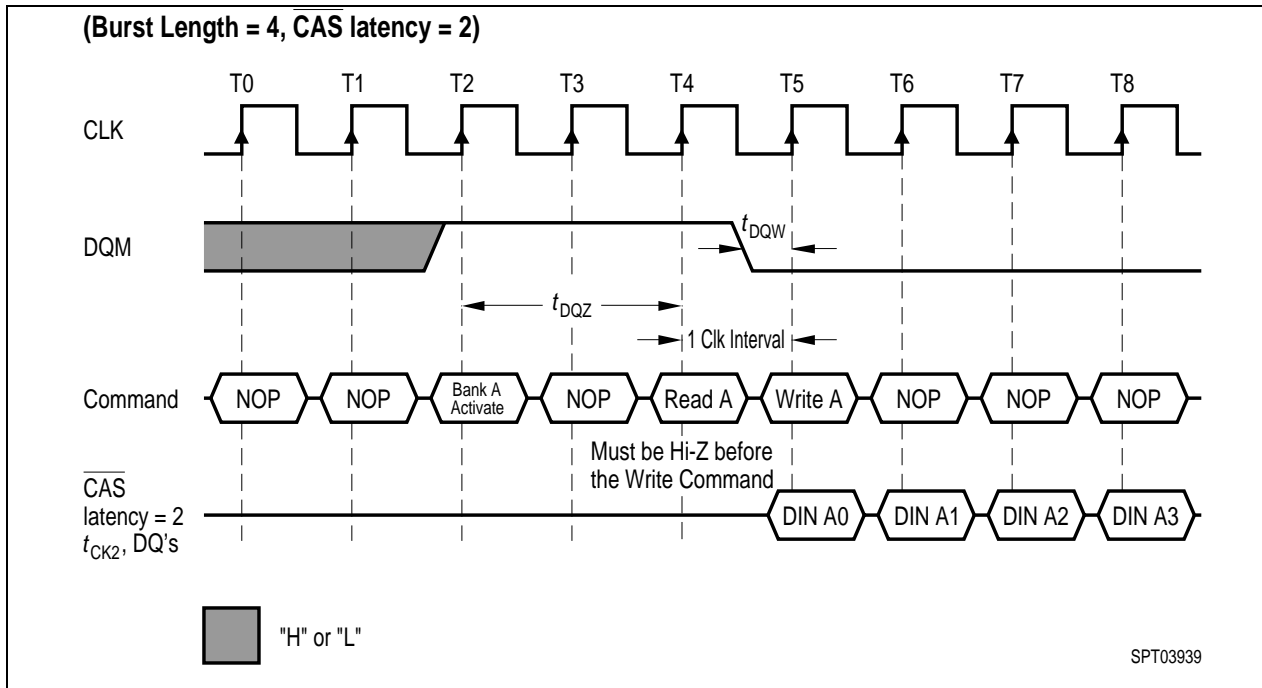 (Burst Length = 4, CAS latency = 2)
T0 T1 T2 T3 T4 T5 T6 T7 T8
CLK
DQM
tDQW
tDQZ
1 Clk Interval
Command
NOP NOP Bank A Activate NOP Read A Write A NOP NOP NOP
Must be Hi-Z before
the Write Command
CAS
latency = 2
tCK2, DQ's
DIN A0 DIN A1 DIN A2 DIN A3
"H" or "L"
SPT03939